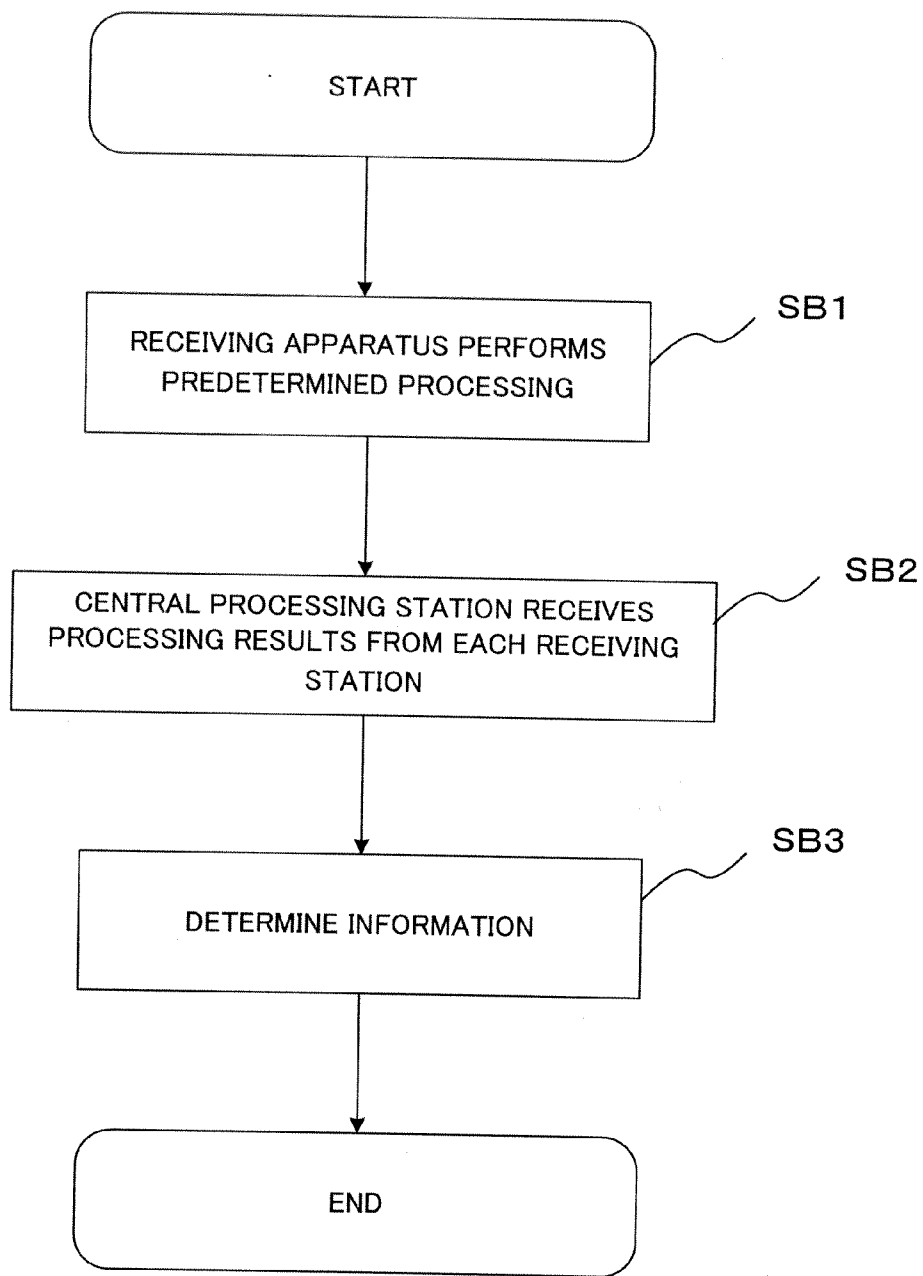 START
SB1
RECEIVING APPARATUS PERFORMS
PREDETERMINED PROCESSING
SB2
CENTRAL PROCESSING STATION RECEIVES
PROCESSING RESULTS FROM EACH RECEIVING
STATION
SB3
DETERMINE INFORMATION
END